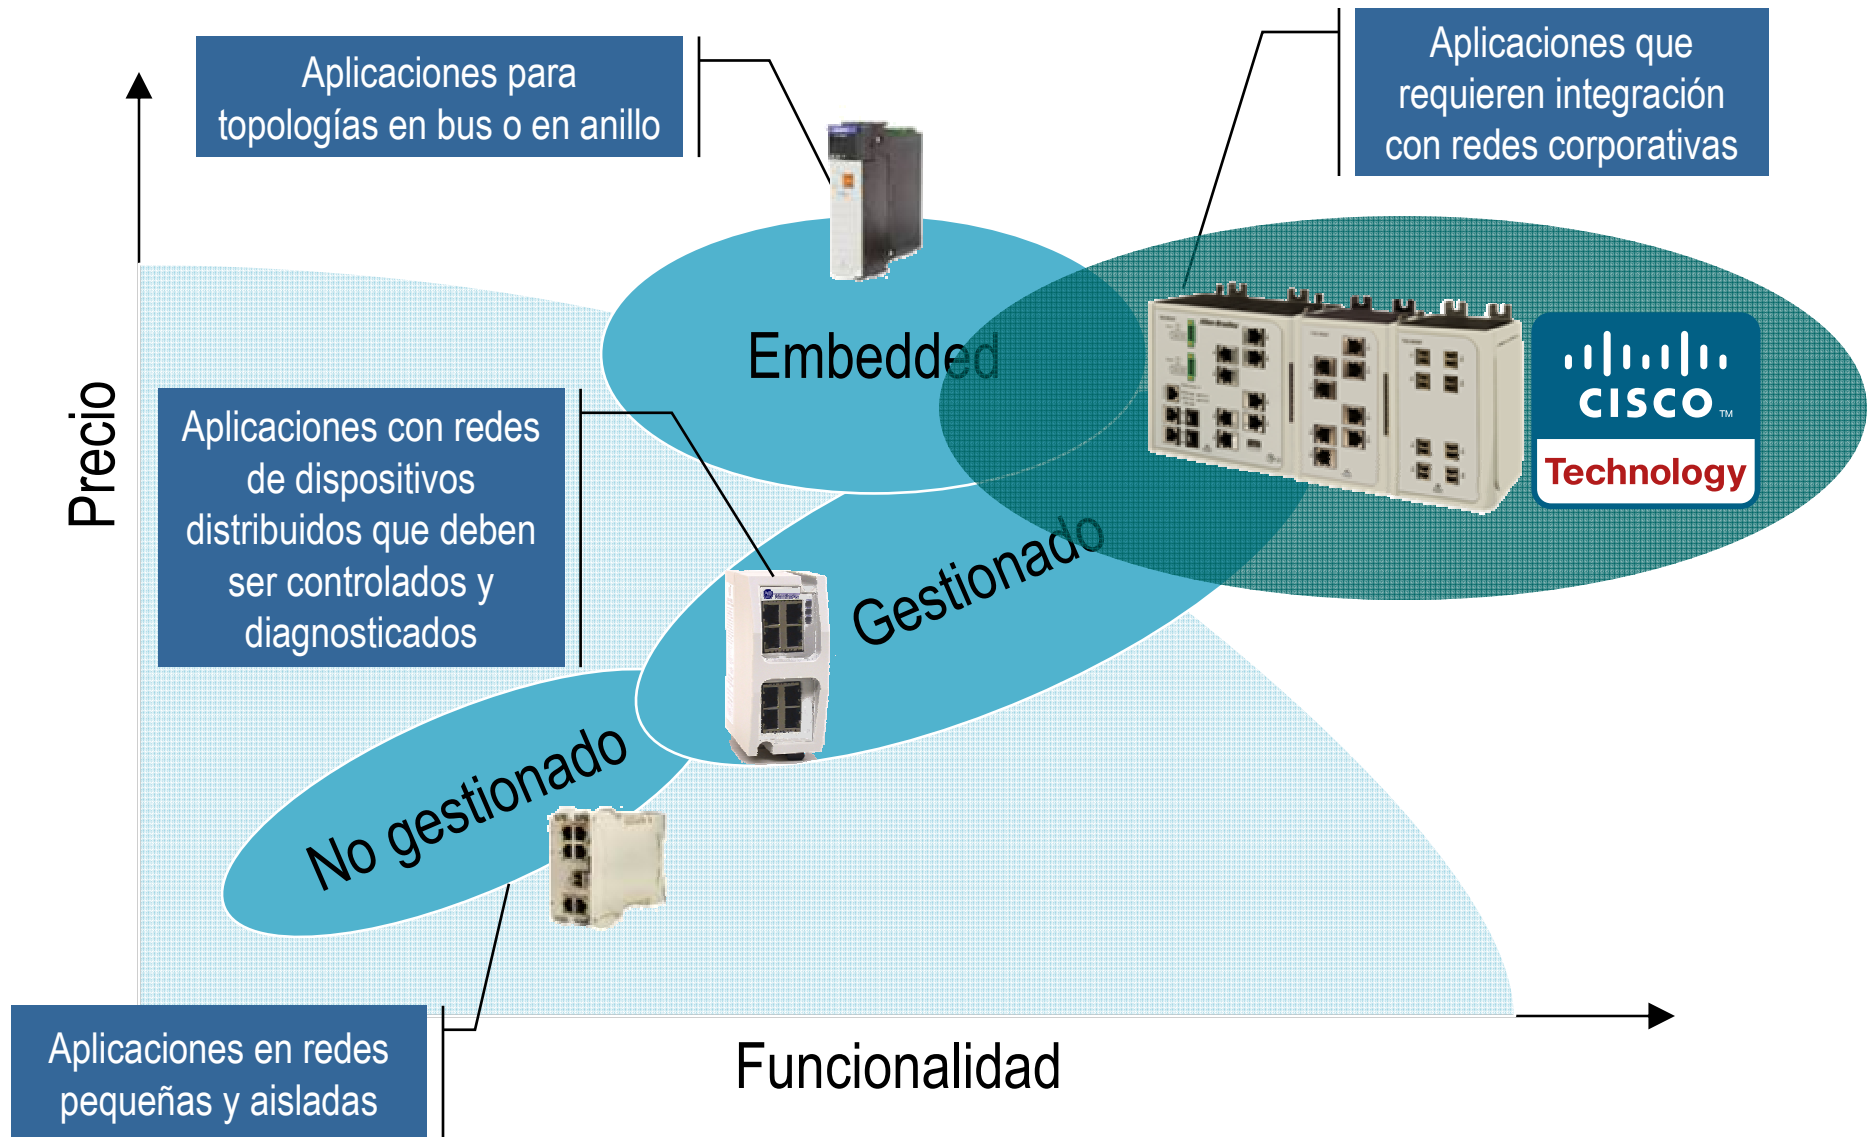 Aplicaciones para
topologías en bus o en anillo
Aplicaciones que
requieren integración
con redes corporativas
Embedded
CISCO TM
Technology
Precio
Aplicaciones con redes
de dispositivos
distribuidos que deben
ser controlados y
diagnosticados
Gestionado
No gestionado
Aplicaciones en redes
pequeñas y aisladas
Funcionalidad